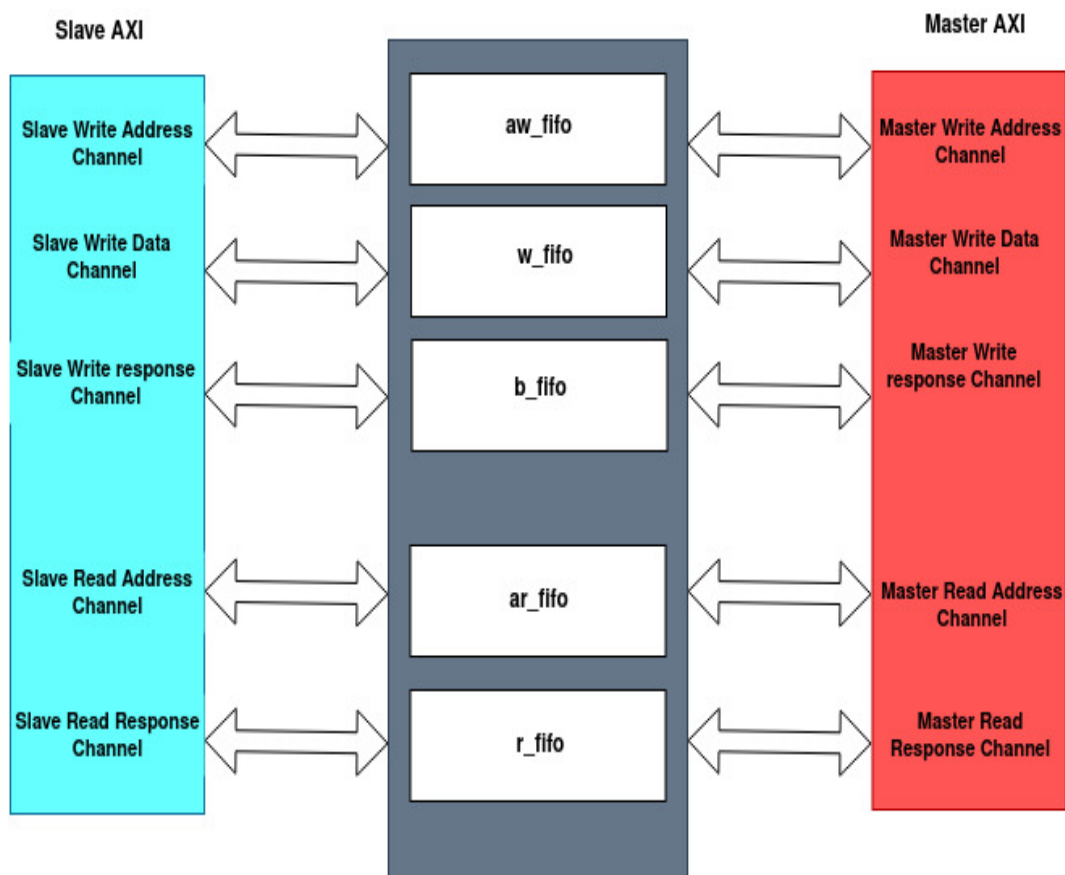 Slave AXI
Master AXI
Slave Write Address
Channel
aw_fifo
Master Write Address
Channel
Slave Write Data
Channel
w_fifo
Master Write Data
Channel
Slave Write response
Channel
b_fifo
Master Write
response Channel
Slave Read Address
Channel
ar_fifo
Master Read Address
Channel
Slave Read Response
Channel
r_fifo
Master Read
Response Channel